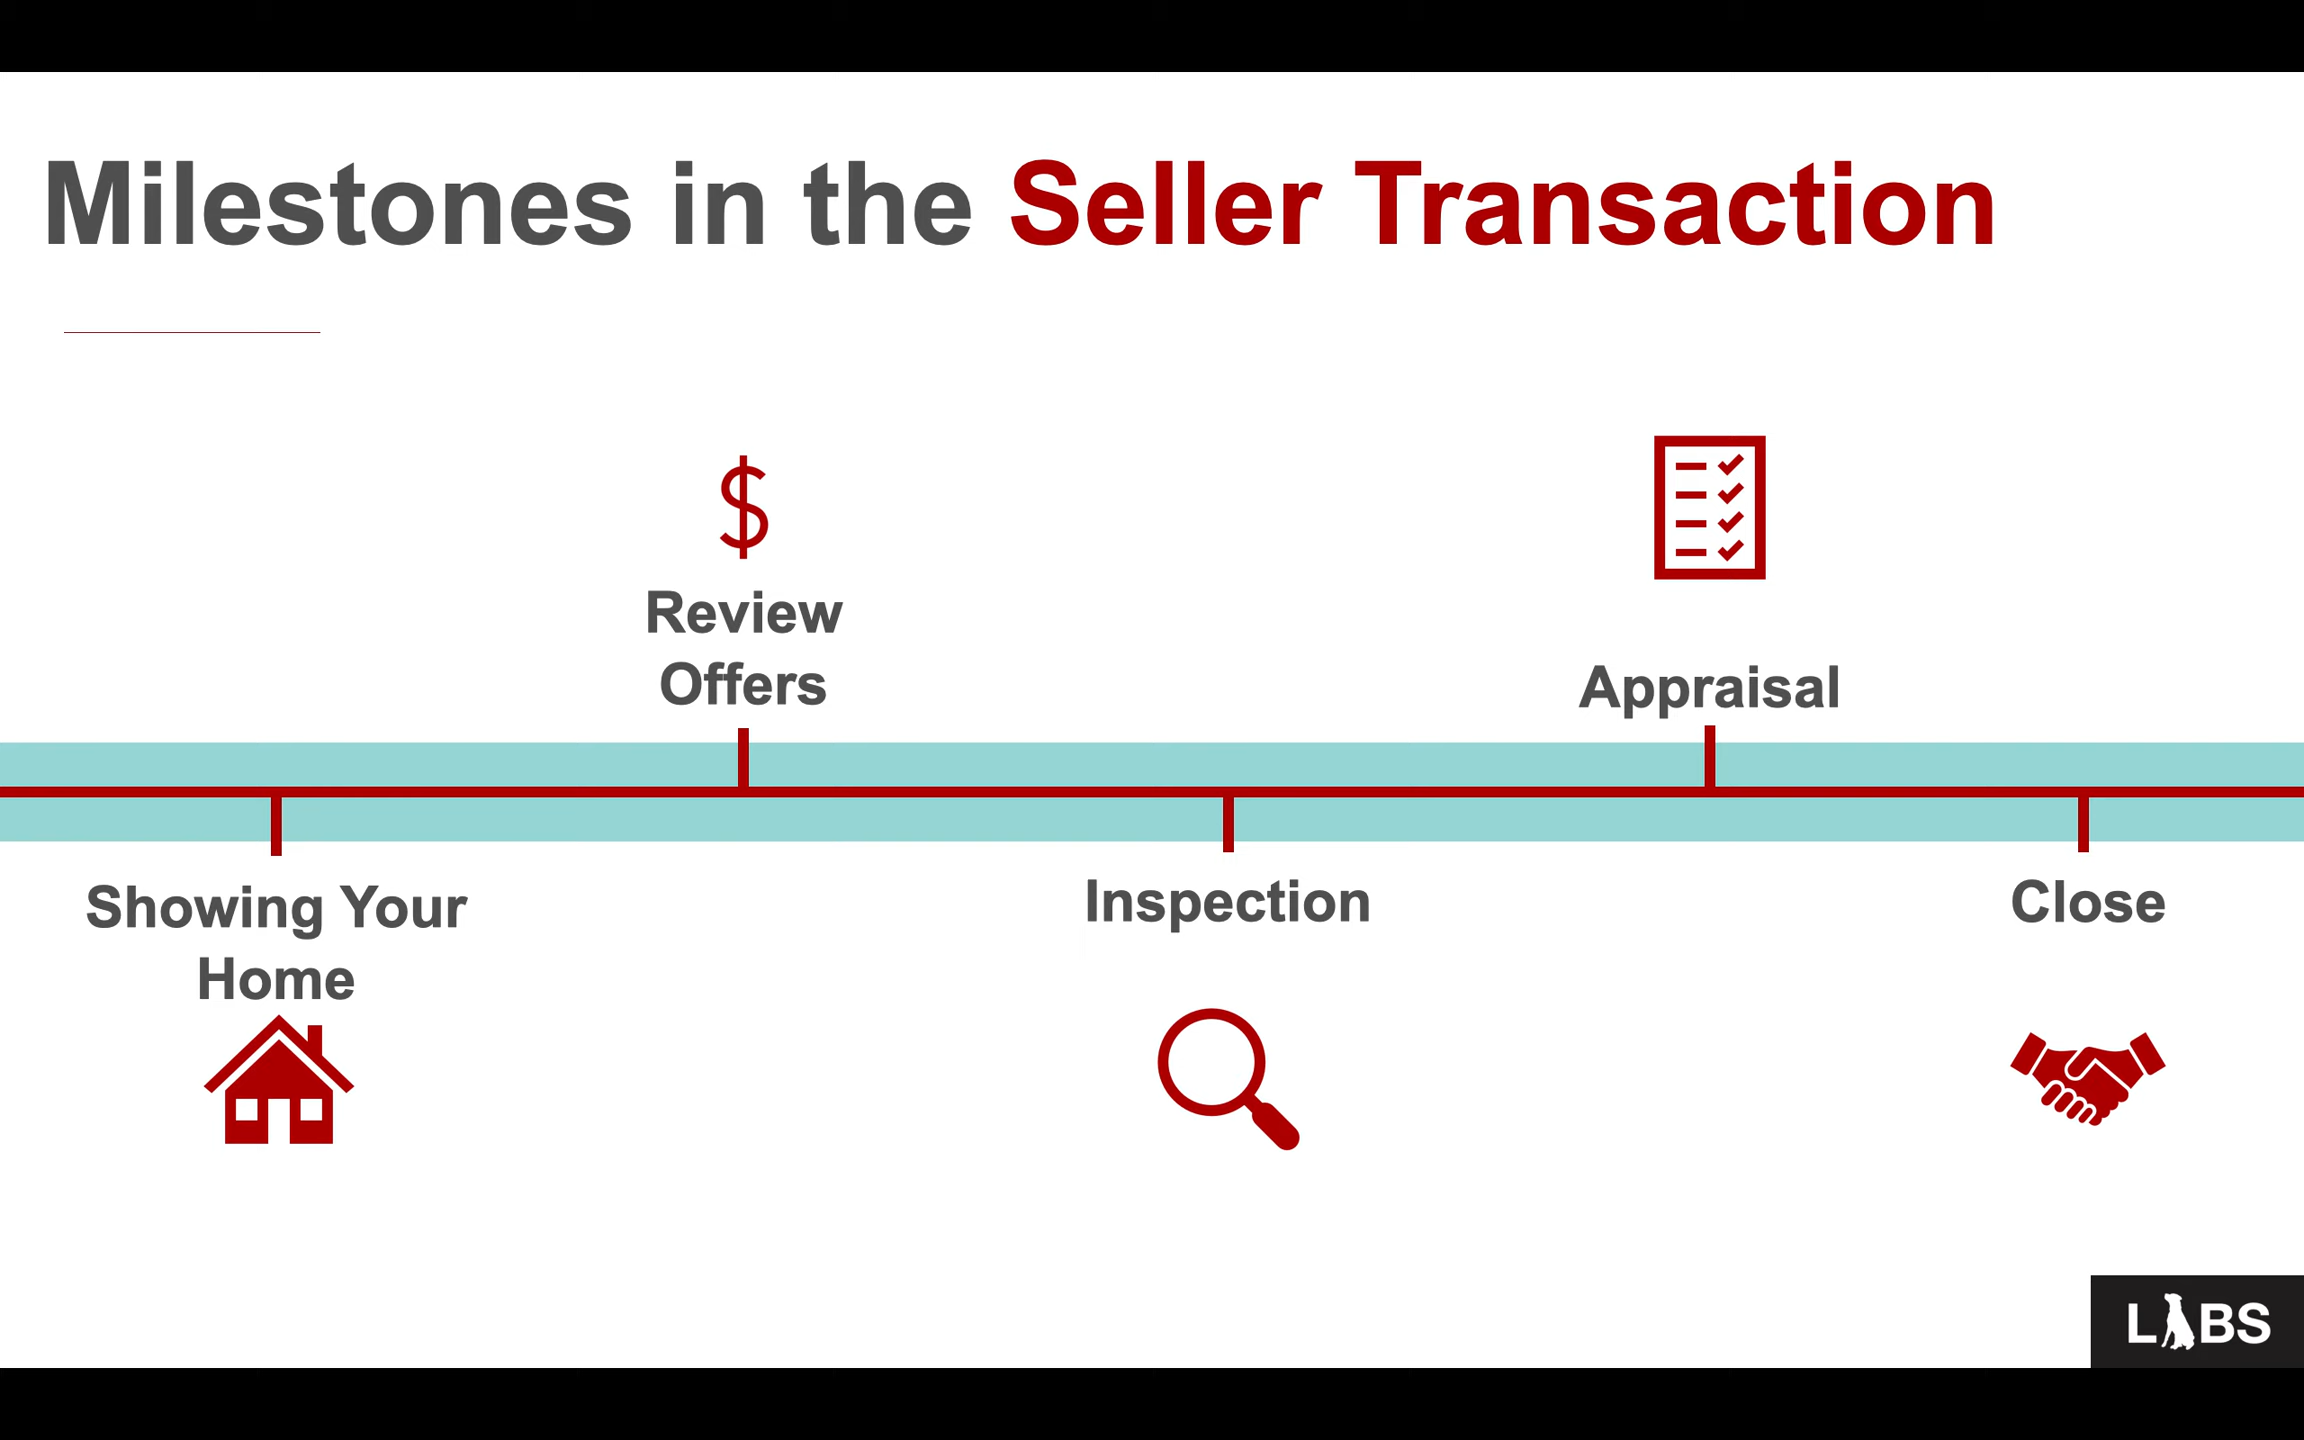 Milestones in the Seller Transaction
$
Review
Offers
Appraisal
Showing Your
Home
Inspection
Close
LABS